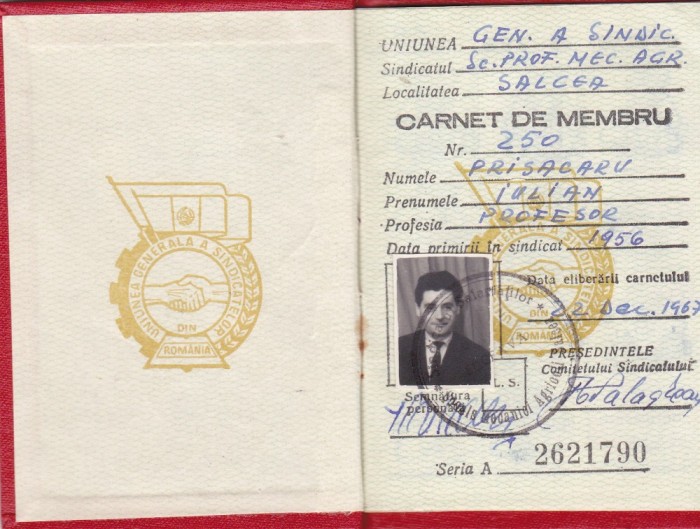 UNIUNEA GENERALĂ A SINDICATELOR
DIN
ROMÂNIA
UNIUNEA GEN. A SINDIC.
Sindicatul Sc. PROF. MEC. AGR.
Localitatea SALCEA
CARNET DE MEMBRU
Nr. 250
Numele PRISACARU
Prenumele IULIAN
Profesia PROFESOR
Data primirii în sindicat 1956
Data eliberării carnetului
22 Dec. 1967
PREȘEDINTELE
Comitetului Sindicatului
L. S.
Semnătura
personală
Seria A 2621790